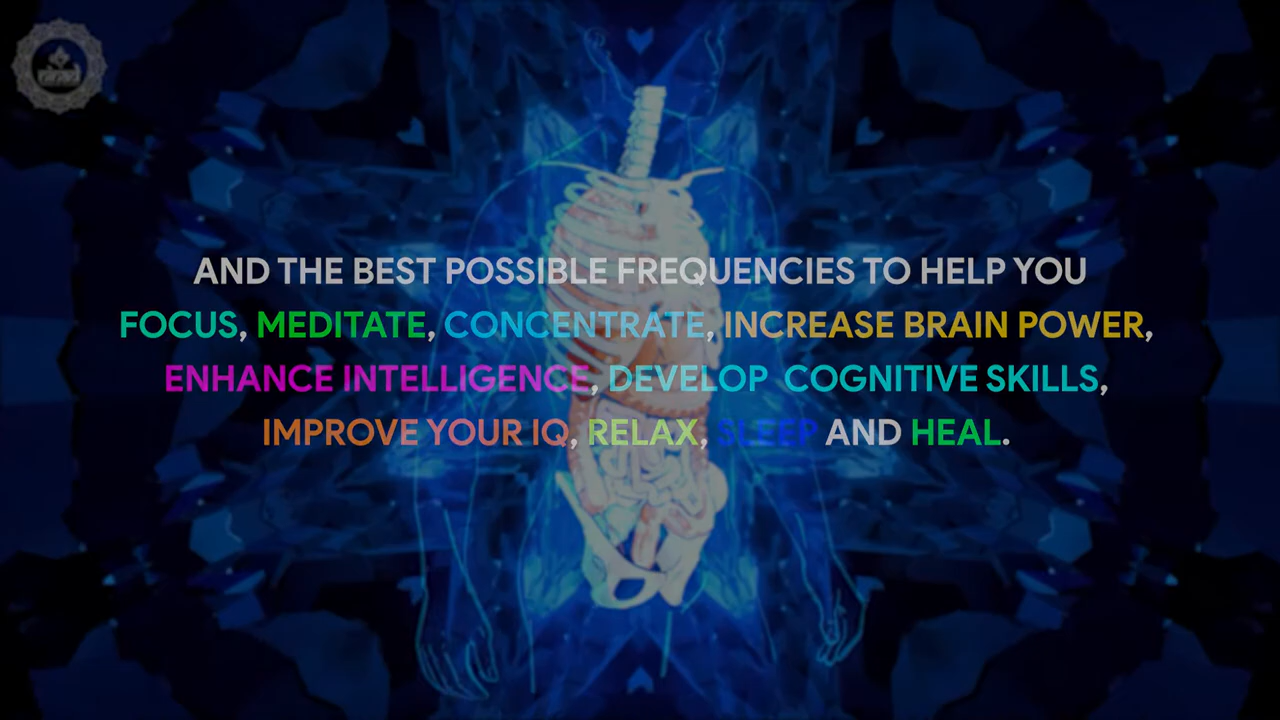 AND THE BEST POSSIBLE FREQUENCIES TO HELP YOU
FOCUS, MEDITATE, CONCENTRATE, INCREASE BRAIN POWER,
ENHANCE INTELLIGENCE, DEVELOP COGNITIVE SKILLS,
IMPROVE YOUR IQ, RELAX, SLEEP AND HEAL.